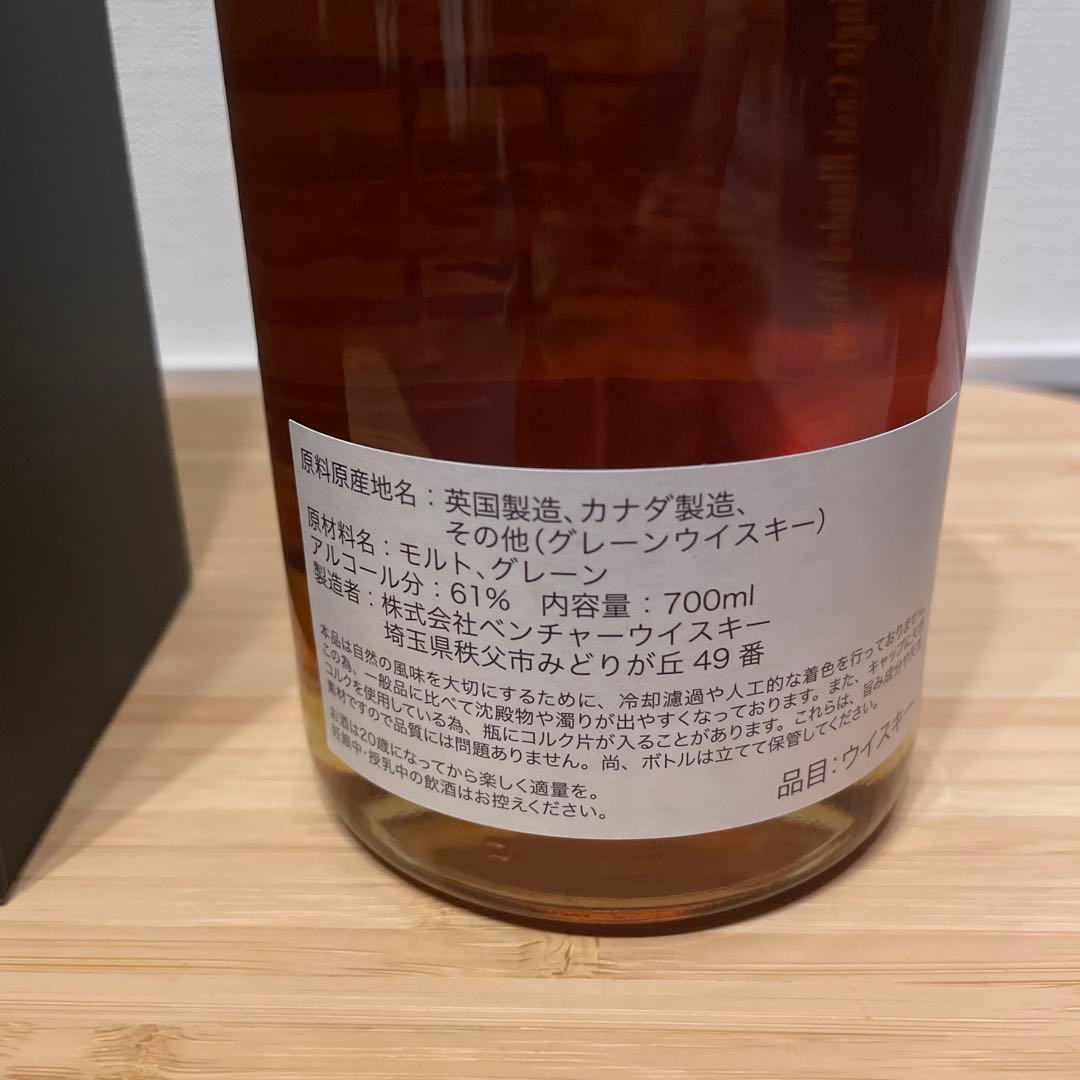 原料原産地名：英国製造、カナダ製造、
その他（グレーンウイスキー）
原材料名：モルト、グレーン
アルコール分：61%　内容量：700ml
製造者：株式会社ベンチャーウイスキー
埼玉県秩父市みどりが丘49番
本品は自然の風味を大切にするために、冷却濾過や人工的な着色を行っておりません。
この為、一般品に比べて沈殿物や濁りが出やすくなっております。また、キャップに天然
コルクを使用している為、瓶にコルク片が入ることがあります。これらは、旨み成分や天然
素材ですので品質には問題ありません。尚、ボトルは立てて保管してください。
お酒は20歳になってから楽しく適量を。
妊娠中・授乳中の飲酒はお控えください。
品目：ウイスキー